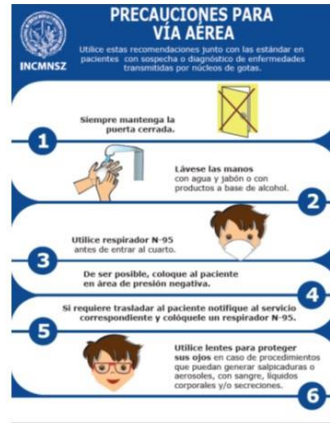 PRECAUCIONES PARA
VÍA AÉREA
Utilice estas recomendaciones junto con las estándar en
pacientes con sospecha o diagnóstico de enfermedades
transmitidas por núcleos de gotas.
INCMNSZ
Siempre mantenga la
puerta cerrada.
1
Lávese las manos
con agua y jabón o con
productos a base de alcohol.
2
Utilice respirador N-95
antes de entrar al cuarto.
3
De ser posible, coloque al paciente
en área de presión negativa.
4
Si requiere trasladar al paciente notifique al servicio
correspondiente y colóquele un respirador N-95.
5
Utilice lentes para proteger
sus ojos en caso de procedimientos
que puedan generar salpicaduras o
aerosoles, con sangre, líquidos
corporales y/o secreciones.
6